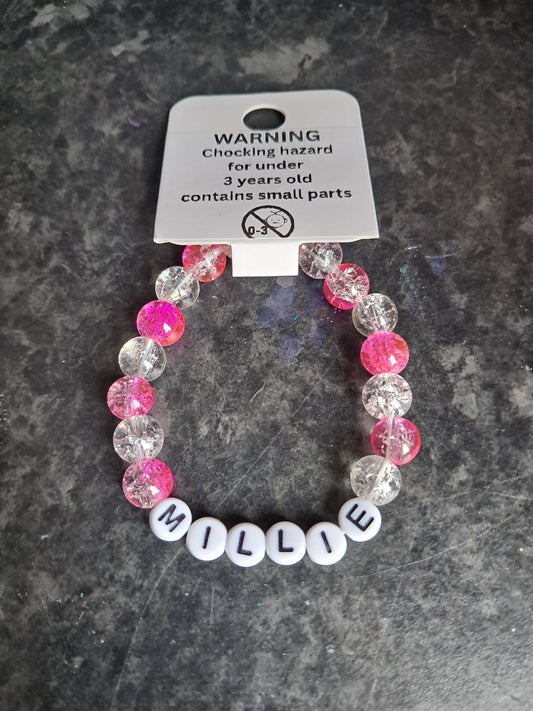 WARNING
Chocking hazard
for under
3 years old
contains small parts
0-3
MILLIE